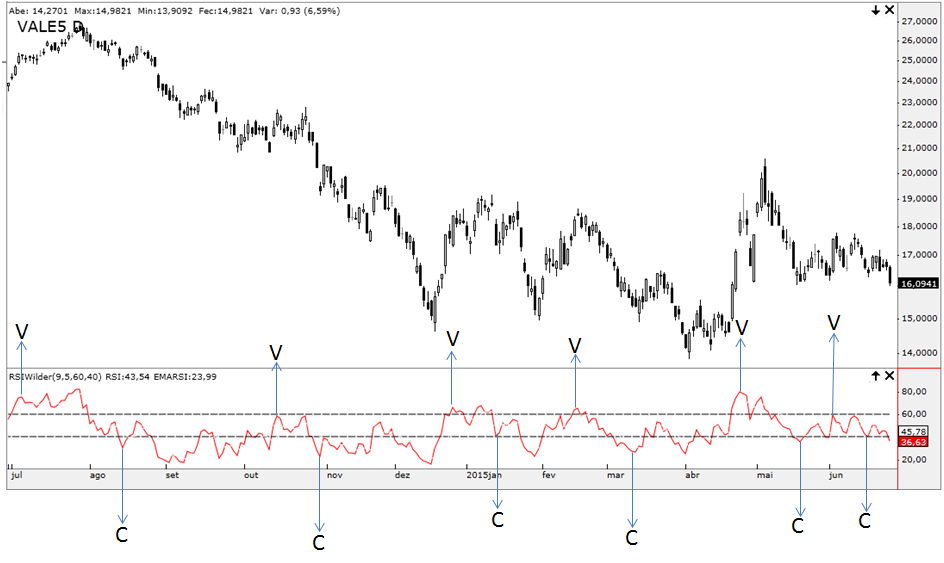 Abe: 14,2701 Max:14,9821 Min:13,9092 Fec:14,9821 Var: 0,93 (6,59%)
VALE5 D
27,0000
26,0000
25,0000
24,0000
23,0000
22,0000
21,0000
19,0000
18,0000
17,0000
16,0941
15,0000
14,0000
V
V
V
V
V
V
RSIWilder(9,5,60,40) RSI:43,54 EMARSI:23,99
80,00
60,00
45,78
36,63
20,00
jul ago set out nov dez 2015jan fev mar abr mai jun
C
C
C
C
C
C